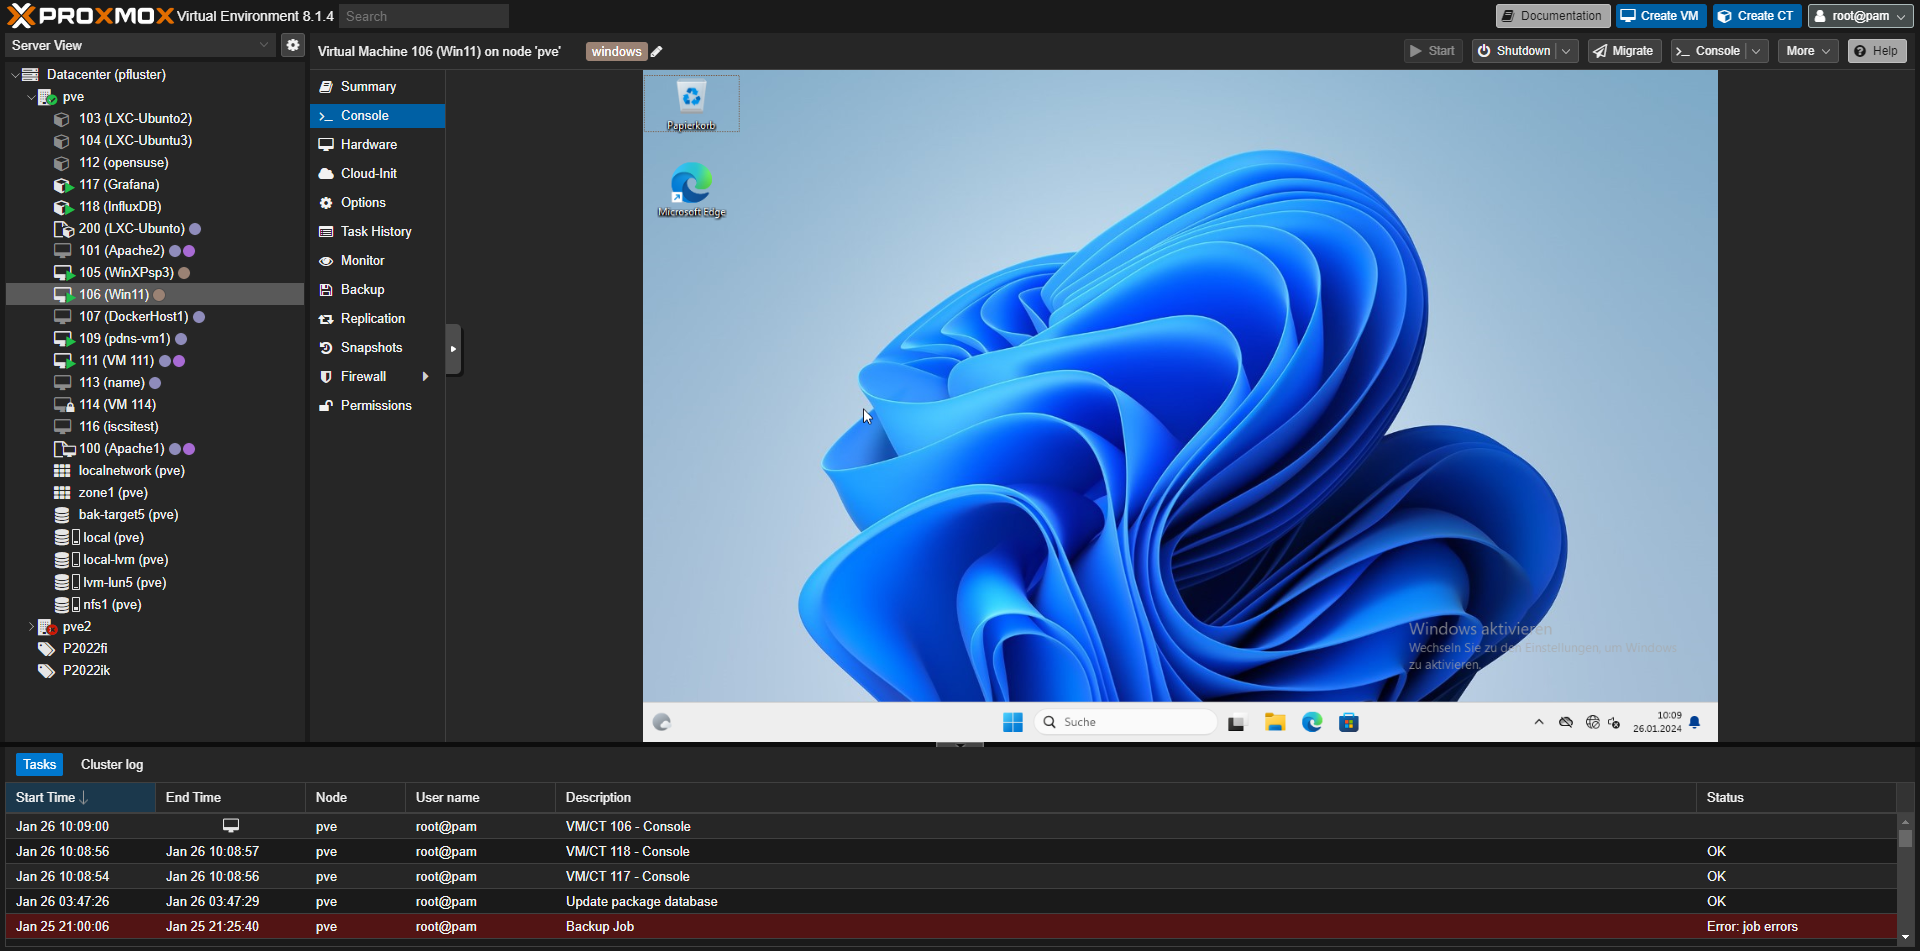 PROXMOX Virtual Environment 8.1.4 Search Documentation Create VM Create CT root@pam
Server View
Virtual Machine 106 (Win11) on node 'pve' windows Start Shutdown Migrate Console More Help
Datacenter (pfluster)
pve
103 (LXC-Ubunto2)
104 (LXC-Ubuntu3)
112 (opensuse)
117 (Grafana)
118 (InfluxDB)
200 (LXC-Ubunto)
101 (Apache2)
105 (WinXPsp3)
106 (Win11)
107 (DockerHost1)
109 (pdns-vm1)
111 (VM 111)
113 (name)
114 (VM 114)
116 (iscsitest)
100 (Apache1)
localnetwork (pve)
zone1 (pve)
bak-target5 (pve)
local (pve)
local-lvm (pve)
lvm-lun5 (pve)
nfs1 (pve)
pve2
P2022fi
P2022ik
Summary
Console
Hardware
Cloud-Init
Options
Task History
Monitor
Backup
Replication
Snapshots
Firewall
Permissions
Papierkorb
Microsoft Edge
Windows aktivieren
Wechseln Sie zu den Einstellungen, um Windows
zu aktivieren.
Suche
10:09
26.01.2024
Tasks Cluster log
Start Time End Time Node User name Description Status
Jan 26 10:09:00 pve root@pam VM/CT 106 - Console
Jan 26 10:08:56 Jan 26 10:08:57 pve root@pam VM/CT 118 - Console OK
Jan 26 10:08:54 Jan 26 10:08:56 pve root@pam VM/CT 117 - Console OK
Jan 26 03:47:26 Jan 26 03:47:29 pve root@pam Update package database OK
Jan 25 21:00:06 Jan 25 21:25:40 pve root@pam Backup Job Error: job errors